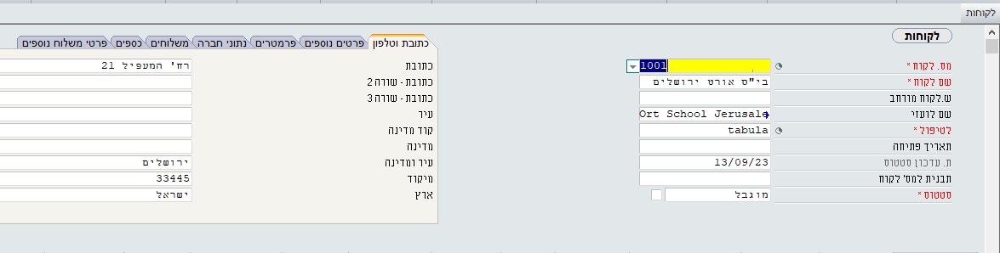 לקוחות
לקוחות
מס. לקוח * 1001
שם לקוח * בי"ס אורט ירושלים
ש.לקוח מורחב
שם לועזי Ort School Jerusale
לטיפול * tabula
תאריך פתיחה
ת. עדכון סטטוס 13/09/23
תבנית למס' לקוח
סטטוס * מוגבל
כתובת וטלפון פרטים נוספים פרמטרים נתוני חברה משלוחים כספים פרטי משלוח נוספים
כתובת רח' המעפיל 21
כתובת - שורה 2
כתובת - שורה 3
עיר
קוד מדינה
מדינה
עיר ומדינה ירושלים
מיקוד 33445
ארץ ישראל